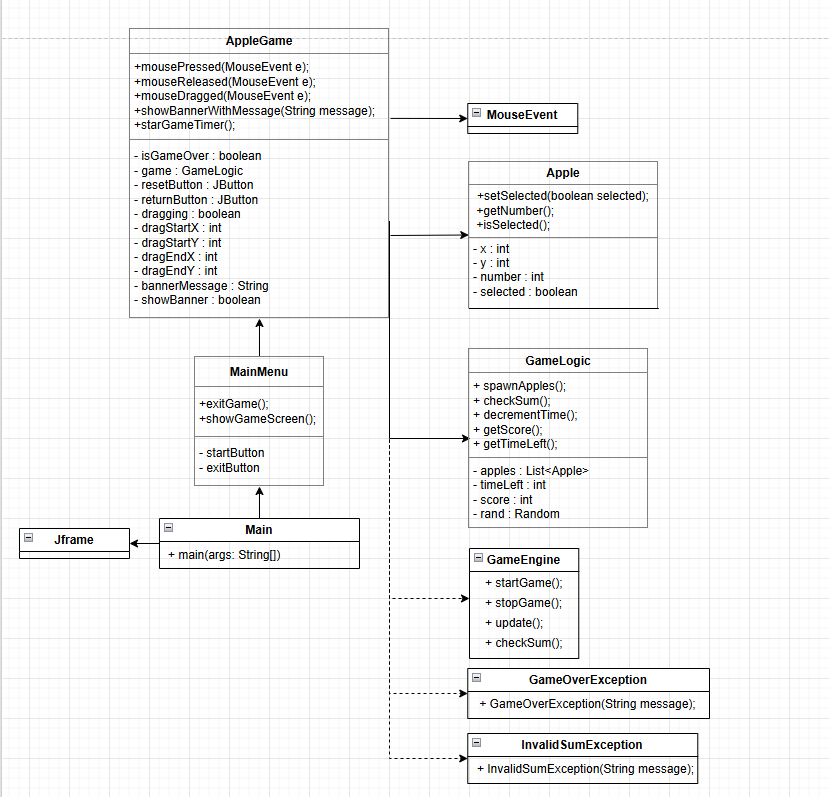 AppleGame
+mousePressed(MouseEvent e);
+mouseReleased(MouseEvent e);
+mouseDragged(MouseEvent e);
+showBannerWithMessage(String message);
+starGameTimer();
- isGameOver : boolean
- game : GameLogic
- resetButton : JButton
- returnButton : JButton
- dragging : boolean
- dragStartX : int
- dragStartY : int
- dragEndX : int
- dragEndY : int
- bannerMessage : String
- showBanner : boolean
MouseEvent
Apple
+setSelected(boolean selected);
+getNumber();
+isSelected();
- x : int
- y : int
- number : int
- selected : boolean
MainMenu
+exitGame();
+showGameScreen();
- startButton
- exitButton
GameLogic
+ spawnApples();
+ checkSum();
+ decrementTime();
+ getScore();
+ getTimeLeft();
- apples : List<Apple>
- timeLeft : int
- score : int
- rand : Random
Jframe
Main
+ main(args: String[])
GameEngine
+ startGame();
+ stopGame();
+ update();
+ checkSum();
GameOverException
+ GameOverException(String message);
InvalidSumException
+ InvalidSumException(String message);